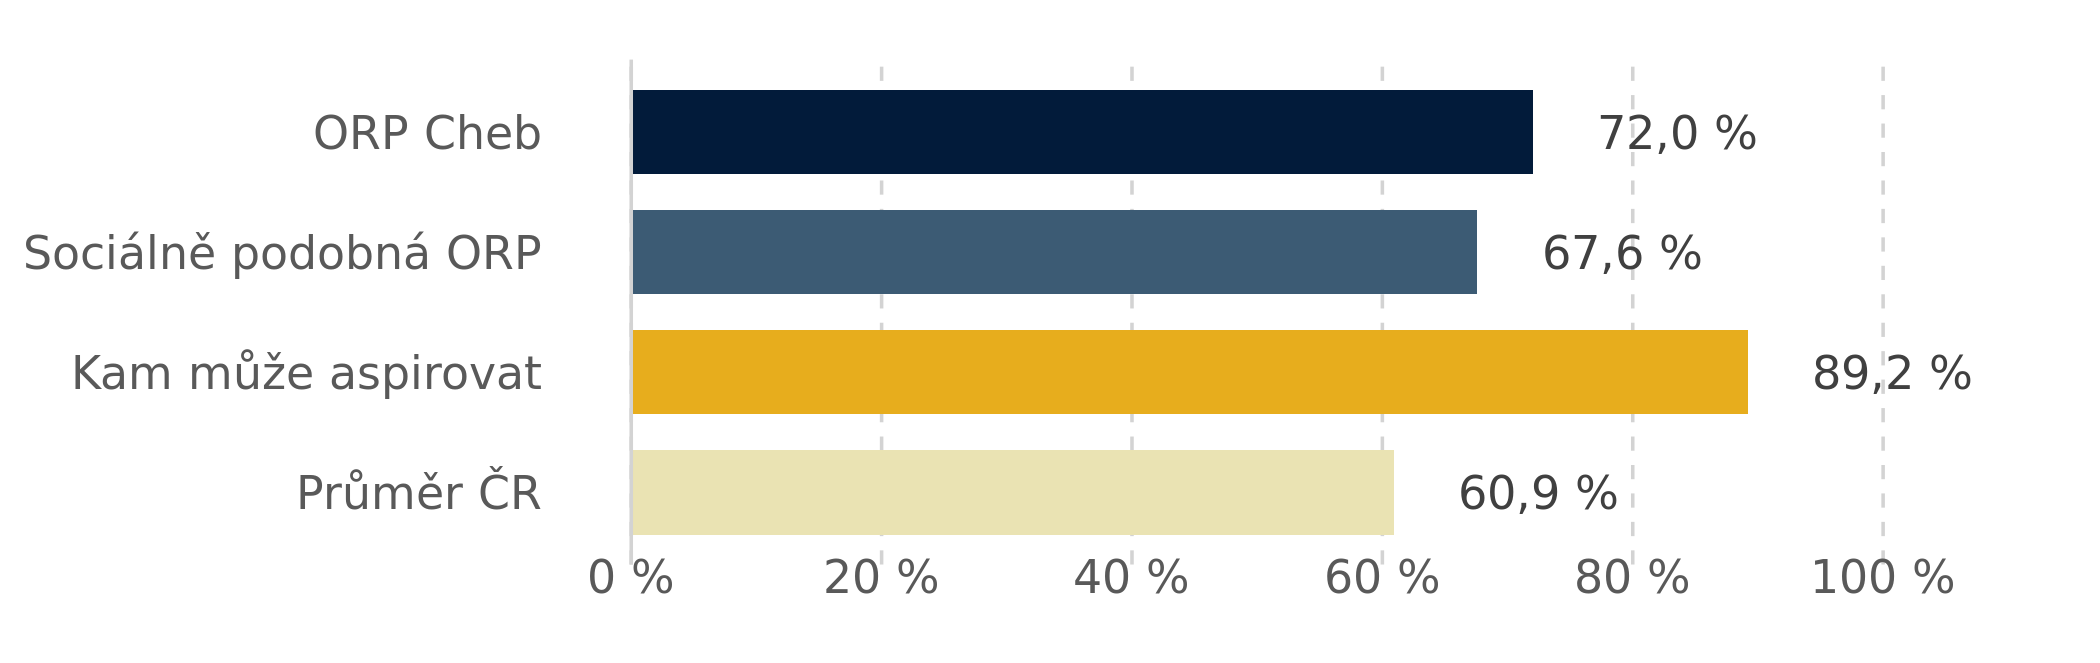 ORP Cheb 72,0 %
Sociálně podobná ORP 67,6 %
Kam může aspirovat 89,2 %
Průměr ČR 60,9 %
0 % 20 % 40 % 60 % 80 % 100 %